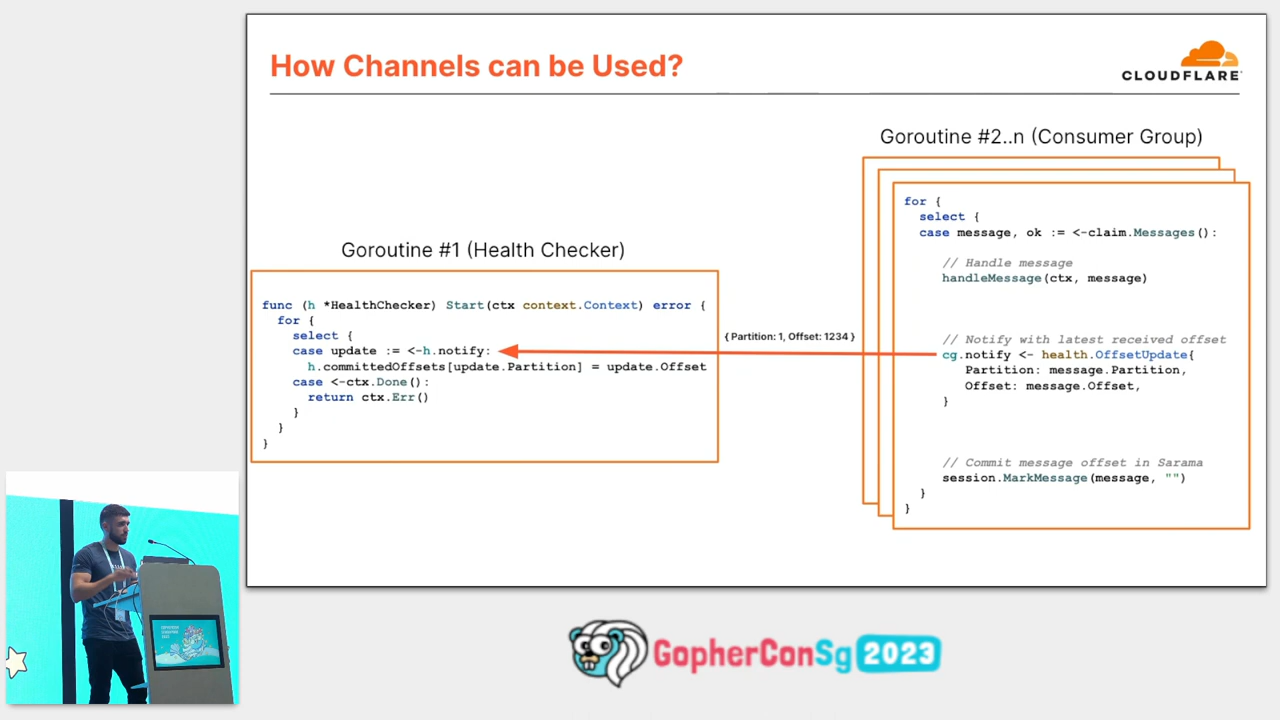 How Channels can be Used?
CLOUDFLARE
Goroutine #1 (Health Checker)
func (h *HealthChecker) Start(ctx context.Context) error {
for {
select {
case update := <-h.notify:
h.committedOffsets[update.Partition] = update.Offset
case <-ctx.Done():
return ctx.Err()
}
}
}
{ Partition: 1, Offset: 1234 }
Goroutine #2..n (Consumer Group)
for {
select {
case message, ok := <-claim.Messages():
// Handle message
handleMessage(ctx, message)
// Notify with latest received offset
cg.notify <- health.OffsetUpdate{
Partition: message.Partition,
Offset: message.Offset,
}
// Commit message offset in Sarama
session.MarkMessage(message, "")
}
}
GopherConSg 2023